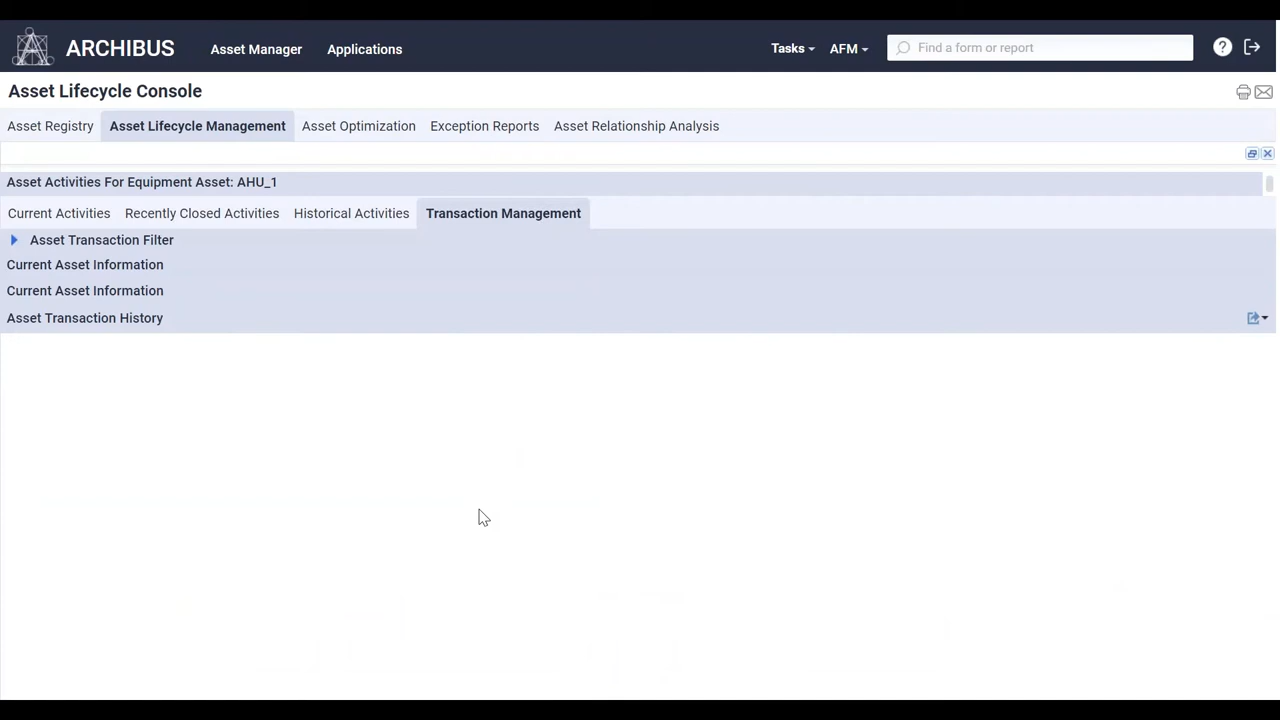 ARCHIBUS Asset Manager Applications Tasks AFM Find a form or report ?
Asset Lifecycle Console
Asset Registry Asset Lifecycle Management Asset Optimization Exception Reports Asset Relationship Analysis
Asset Activities For Equipment Asset: AHU_1
Current Activities Recently Closed Activities Historical Activities Transaction Management
Asset Transaction Filter
Current Asset Information
Current Asset Information
Asset Transaction History